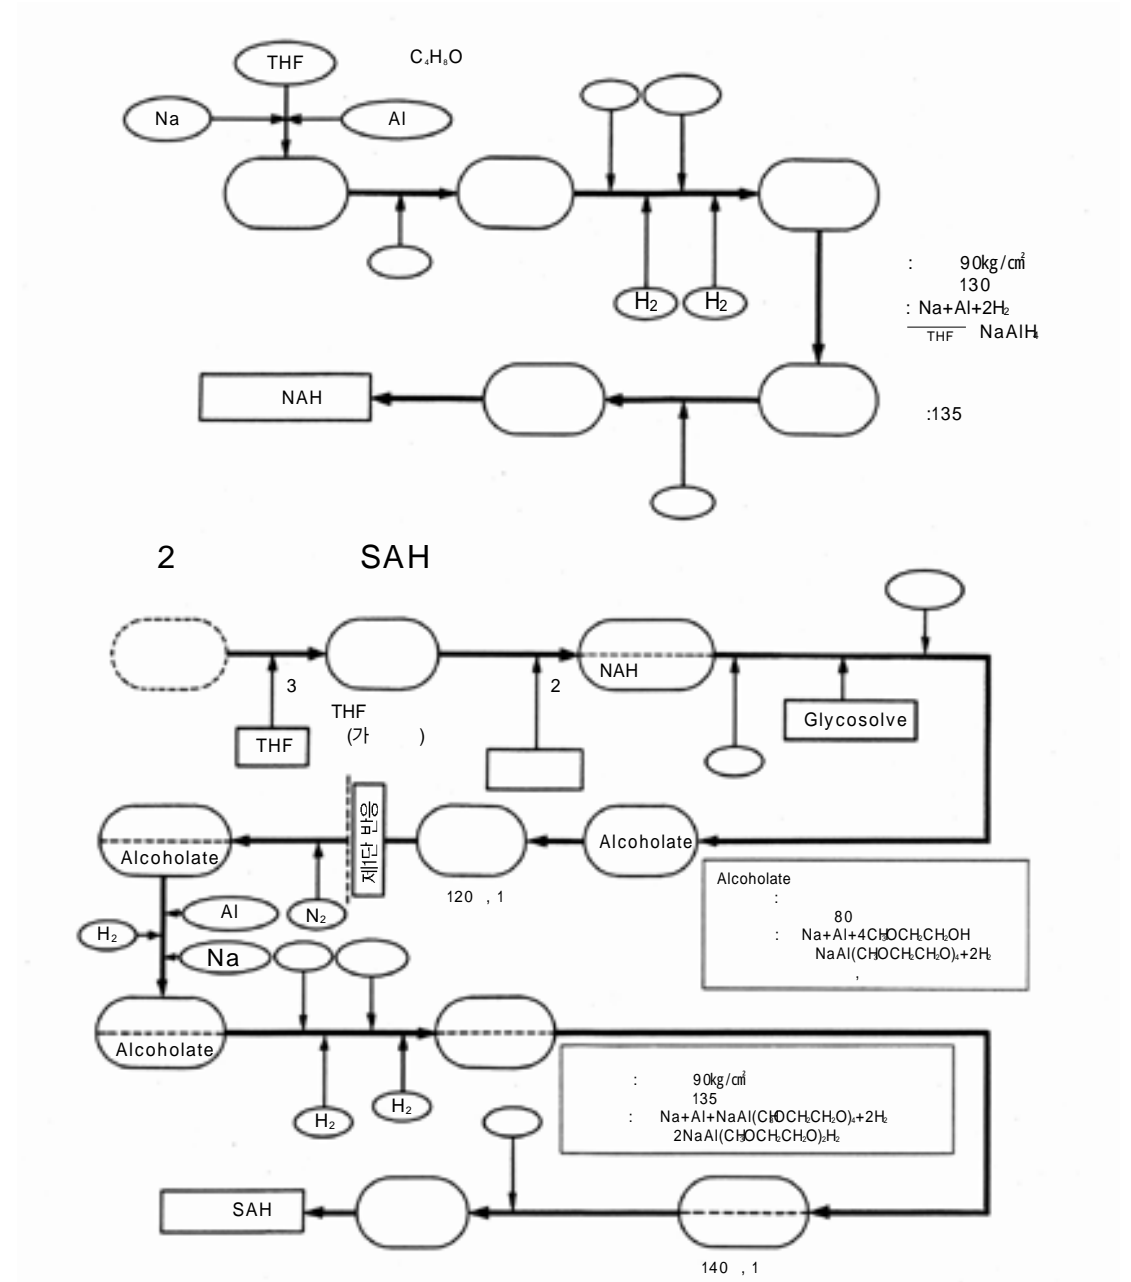 THF
C₄H₈O
Na
Al
H₂
H₂
: 90kg/㎠
130
: Na+Al+2H₂
THF NaAlH₄
NAH
:135
2 SAH
NAH
3
2
THF
THF
(가 )
Glycosolve
제1단 반응
Alcoholate
Alcoholate
120 , 1
Alcoholate
:
80
: Na+Al+4CH₃OCH₂CH₂OH
NaAl(CH₃OCH₂CH₂O)₄+2H₂
,
Al
N₂
H₂
Na
Alcoholate
H₂
H₂
: 90kg/㎠
135
: Na+Al+NaAl(CH₃OCH₂CH₂O)₄+2H₂
2NaAl(CH₃OCH₂CH₂O)₂H₂
SAH
140 , 1